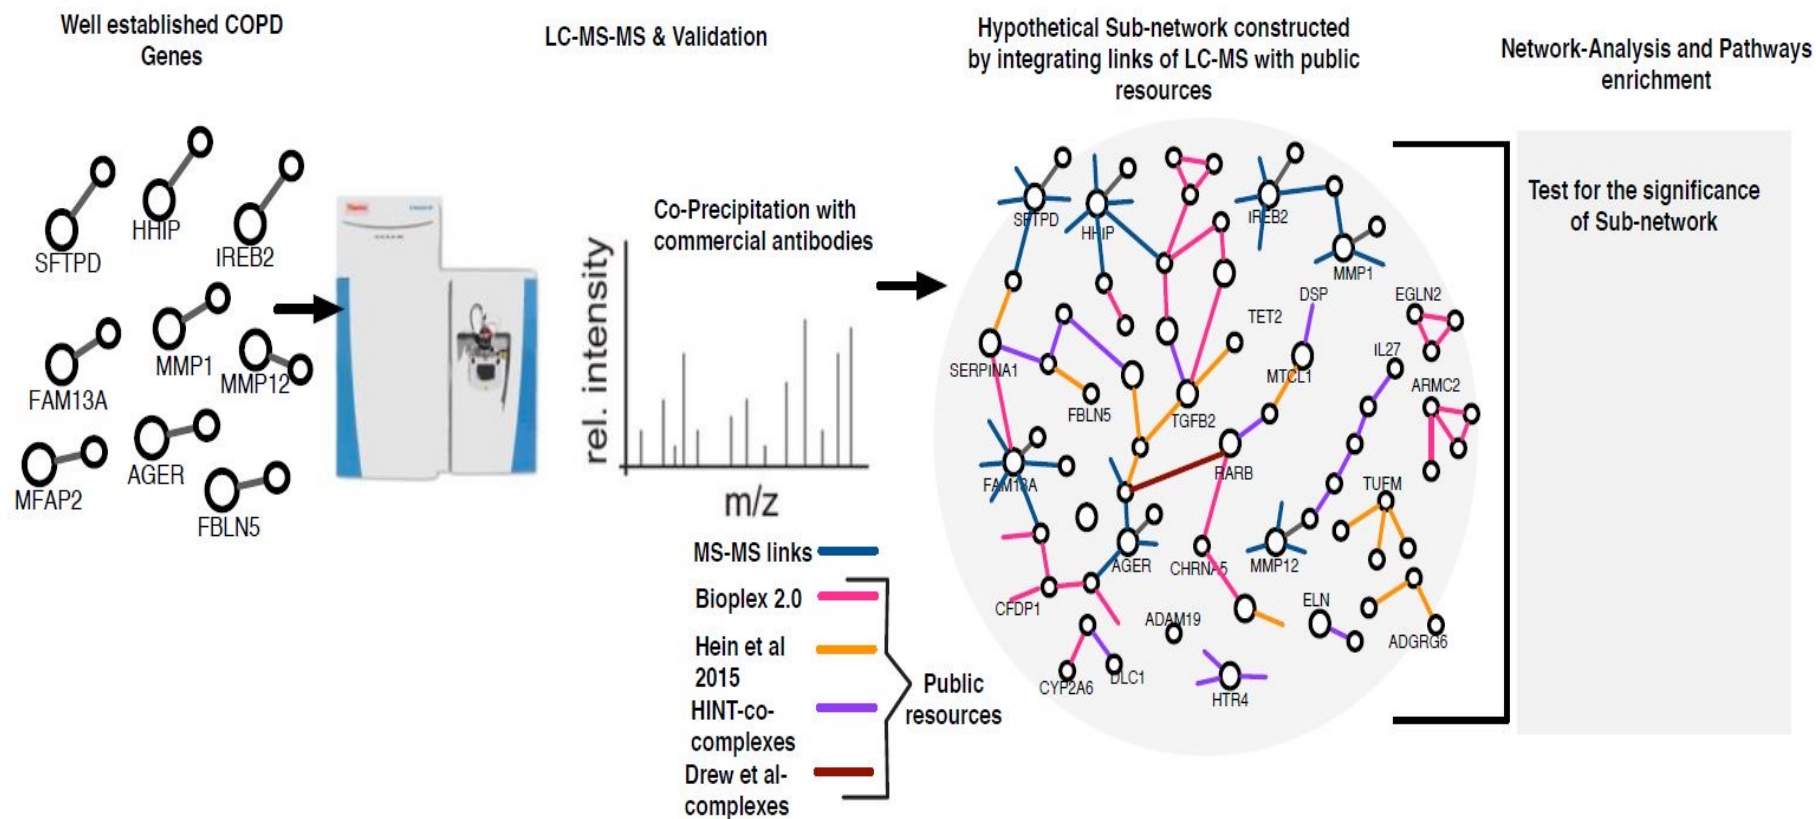 Well established COPD
Genes
LC-MS-MS & Validation
Hypothetical Sub-network constructed
by integrating links of LC-MS with public
resources
Network-Analysis and Pathways
enrichment
SFTPD
HHIP
IREB2
FAM13A
MMP1
MMP12
MFAP2
AGER
FBLN5
Co-Precipitation with
commercial antibodies
rel. intensity
m/z
MS-MS links
Bioplex 2.0
Hein et al
2015
HINT-co-
complexes
Drew et al-
complexes
Public
resources
SFTPD
HHIP
IREB2
MMP1
DSP
EGLN2
TET2
SERPINA1
MTCL1
IL27
ARMC2
FBLN5
TGFB2
FAM13A
RARB
TUFM
AGER
CHRNA5
MMP12
CFDP1
ADAM19
ELN
ADGRG6
CYP2A6
DLC1
HTR4
Test for the significance
of Sub-network